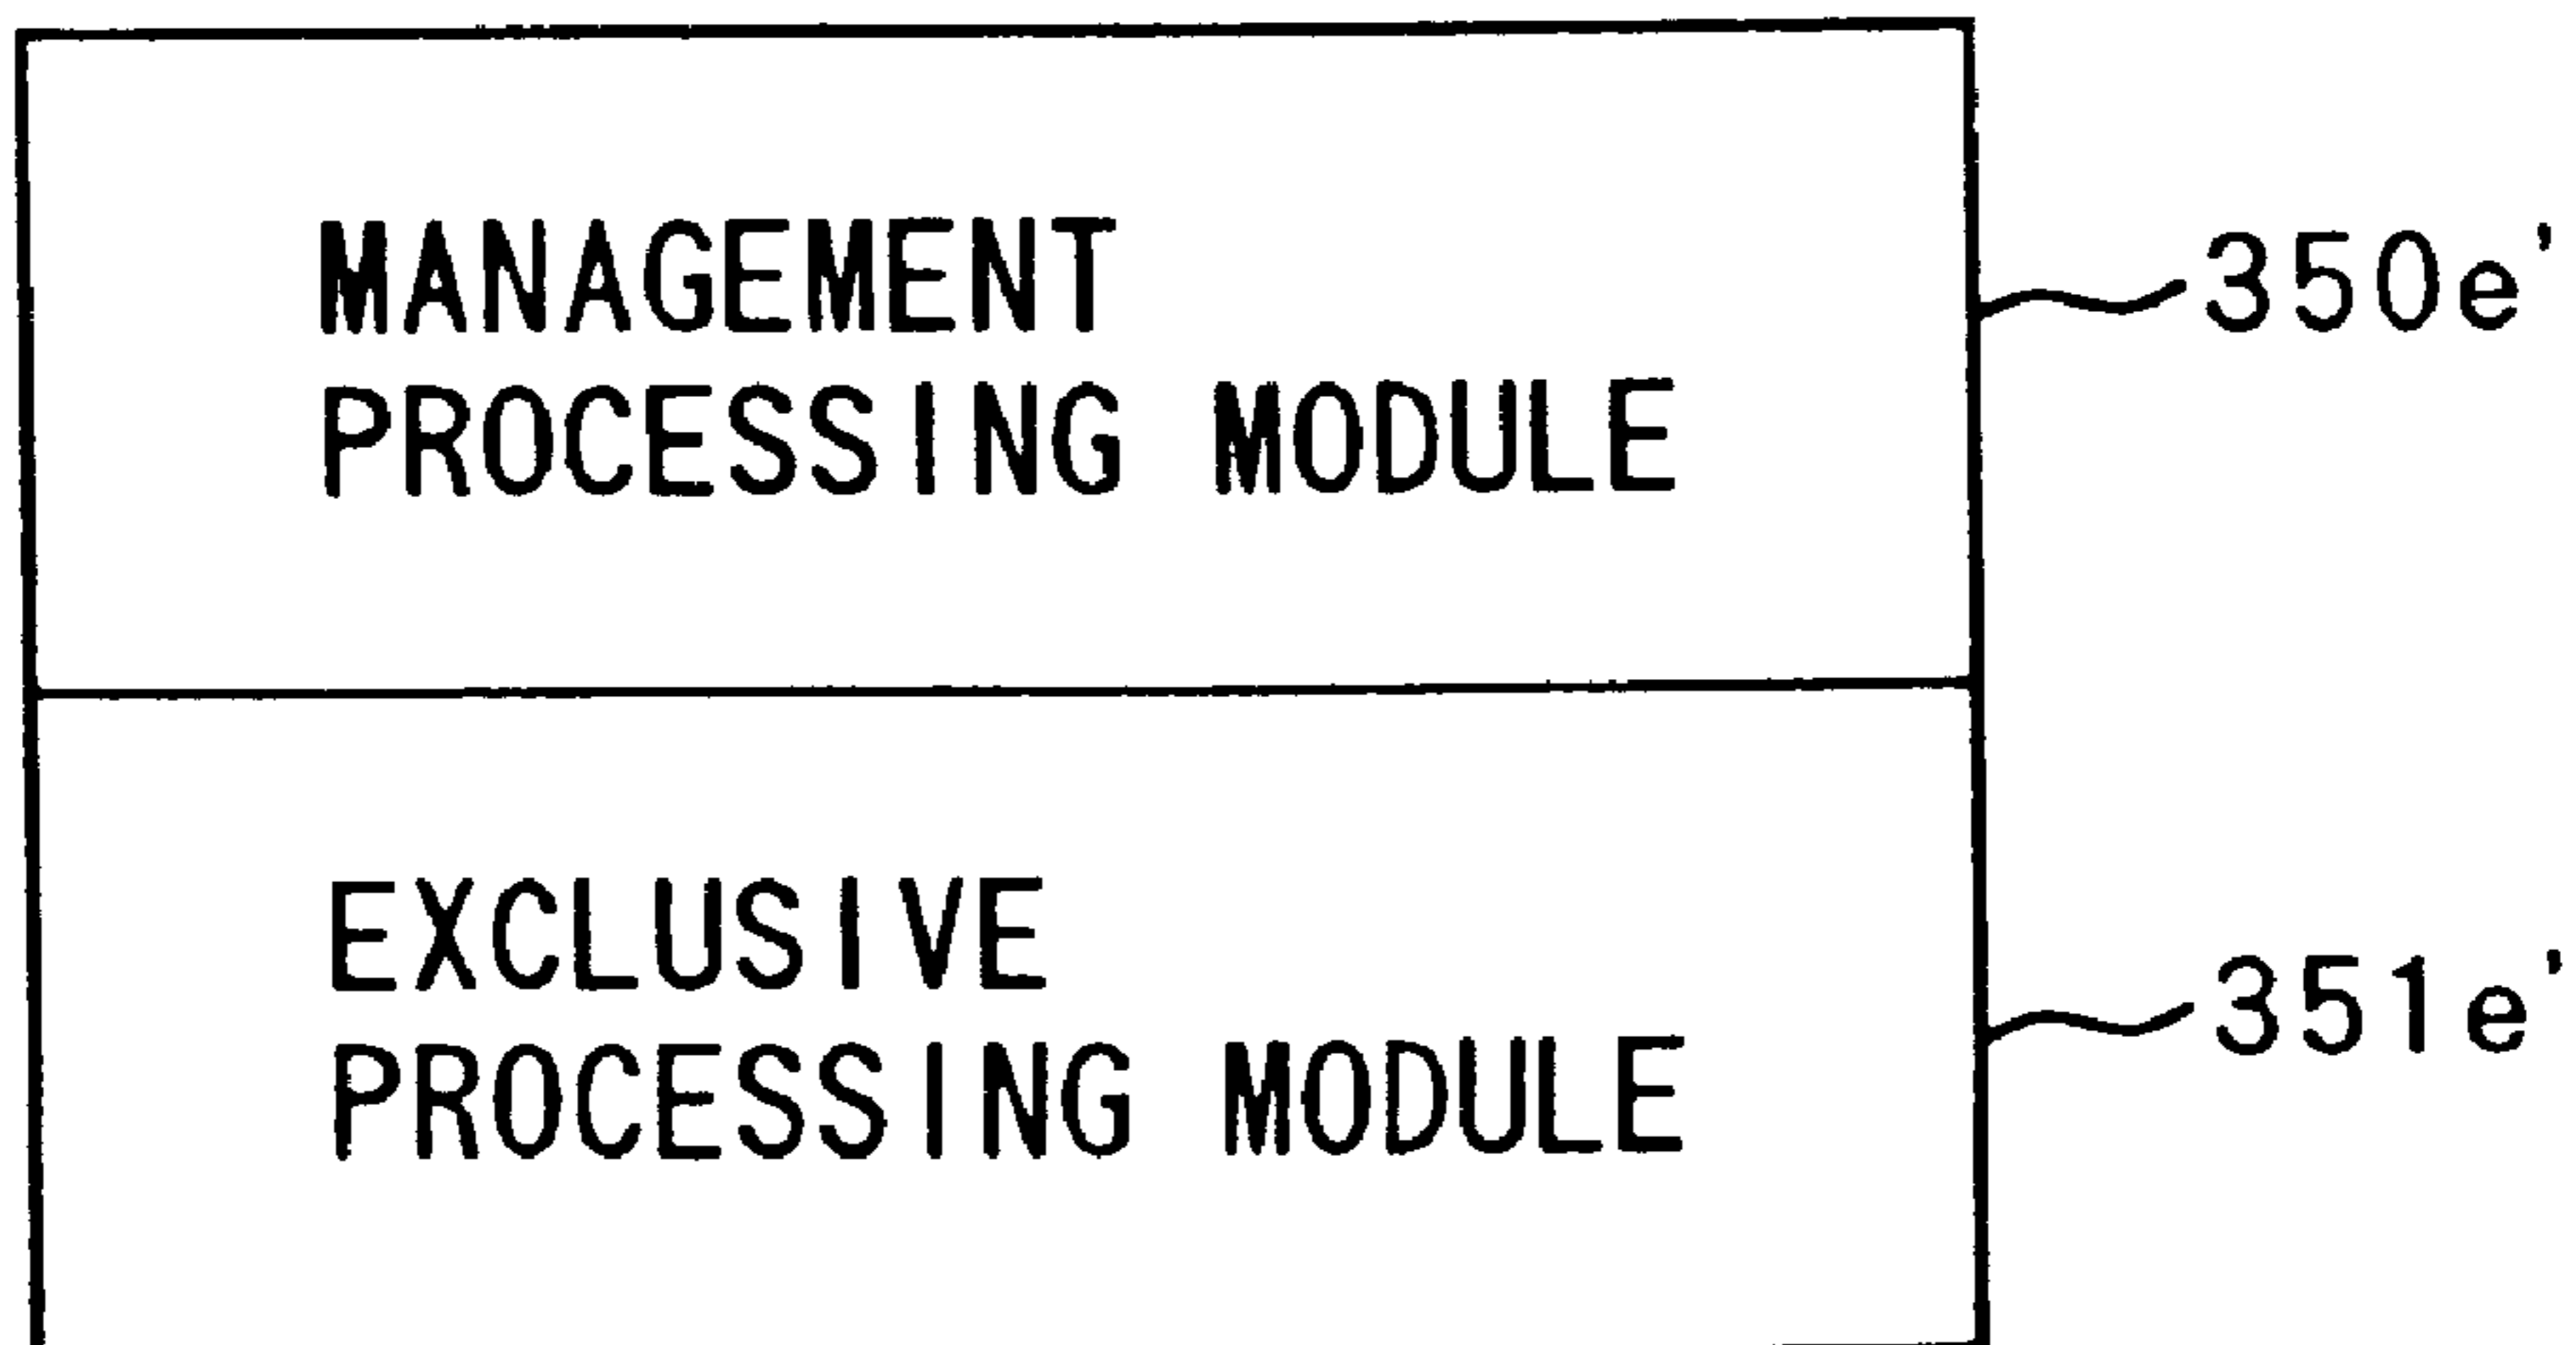 MANAGEMENT
PROCESSING MODULE
350e'
EXCLUSIVE
PROCESSING MODULE
351e'